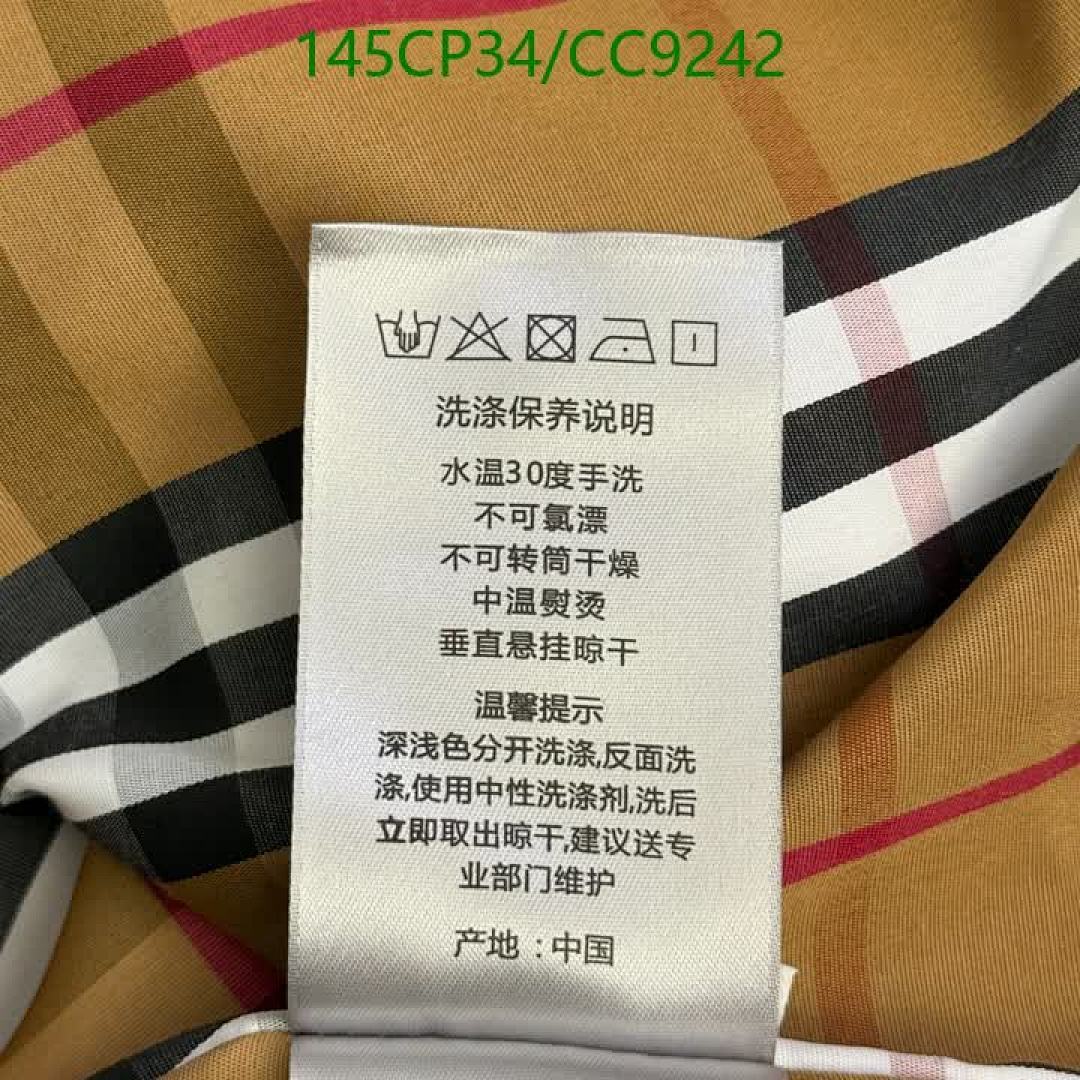 145CP34/CC9242
洗涤保养说明
水温30度手洗
不可氯漂
不可转筒干燥
中温熨烫
垂直悬挂晾干
温馨提示
深浅色分开洗涤,反面洗
涤,使用中性洗涤剂,洗后
立即取出晾干,建议送专
业部门维护
产地:中国